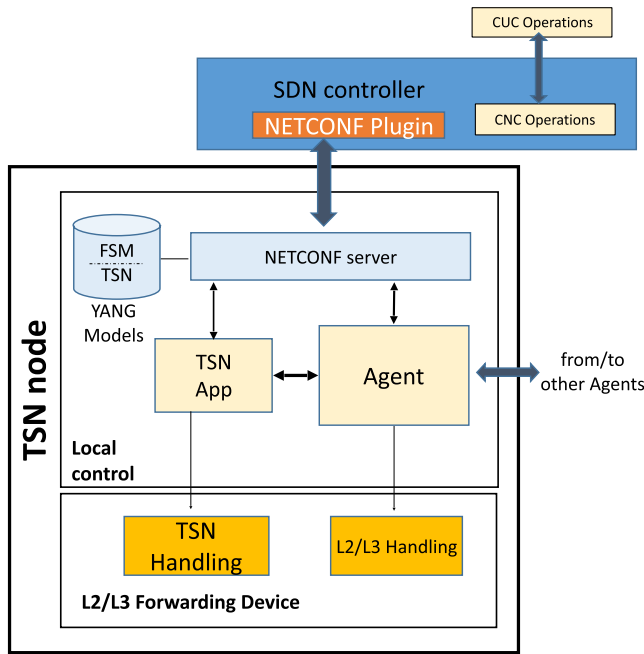 CUC Operations
SDN controller
NETCONF Plugin
CNC Operations
TSN node
FSM
TSN
YANG
Models
NETCONF server
TSN
App
Agent
from/to
other Agents
Local
control
TSN
Handling
L2/L3 Handling
L2/L3 Forwarding Device